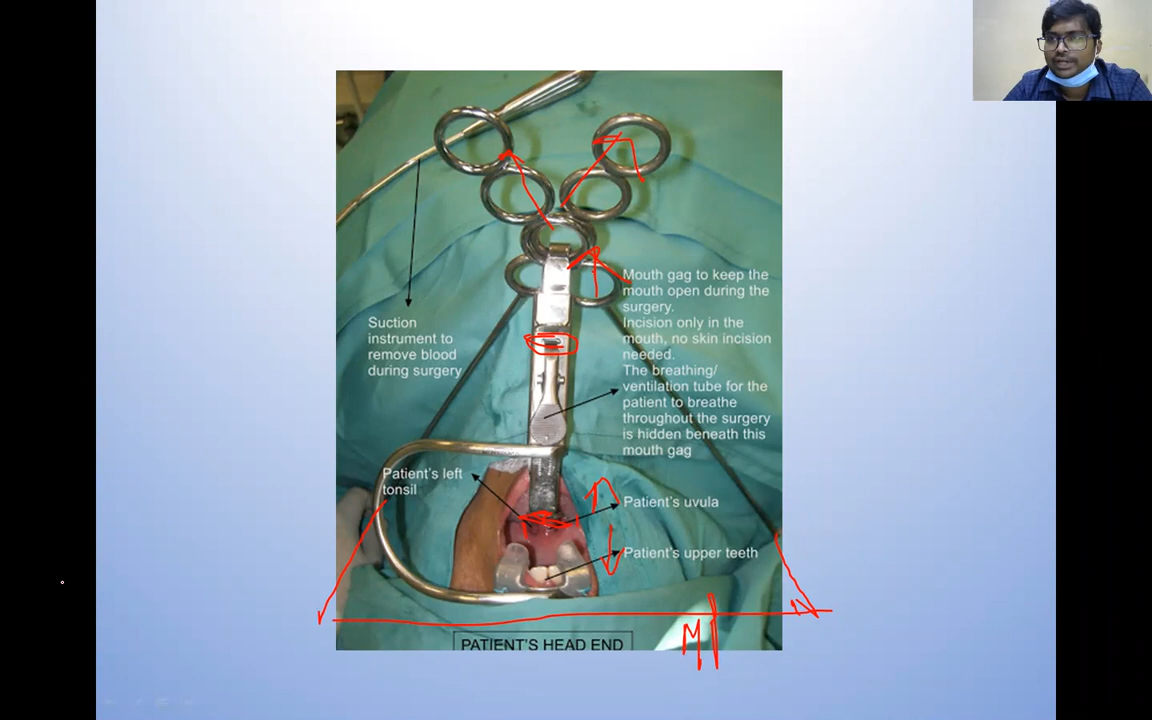 Mouth gag to keep the
mouth open during the
surgery.
Incision only in the
mouth, no skin incision
needed.
The breathing/
ventilation tube for the
patient to breathe
throughout the surgery
is hidden beneath this
mouth gag
Suction
instrument to
remove blood
during surgery
Patient's left
tonsil
Patient's uvula
Patient's upper teeth
PATIENT'S HEAD END